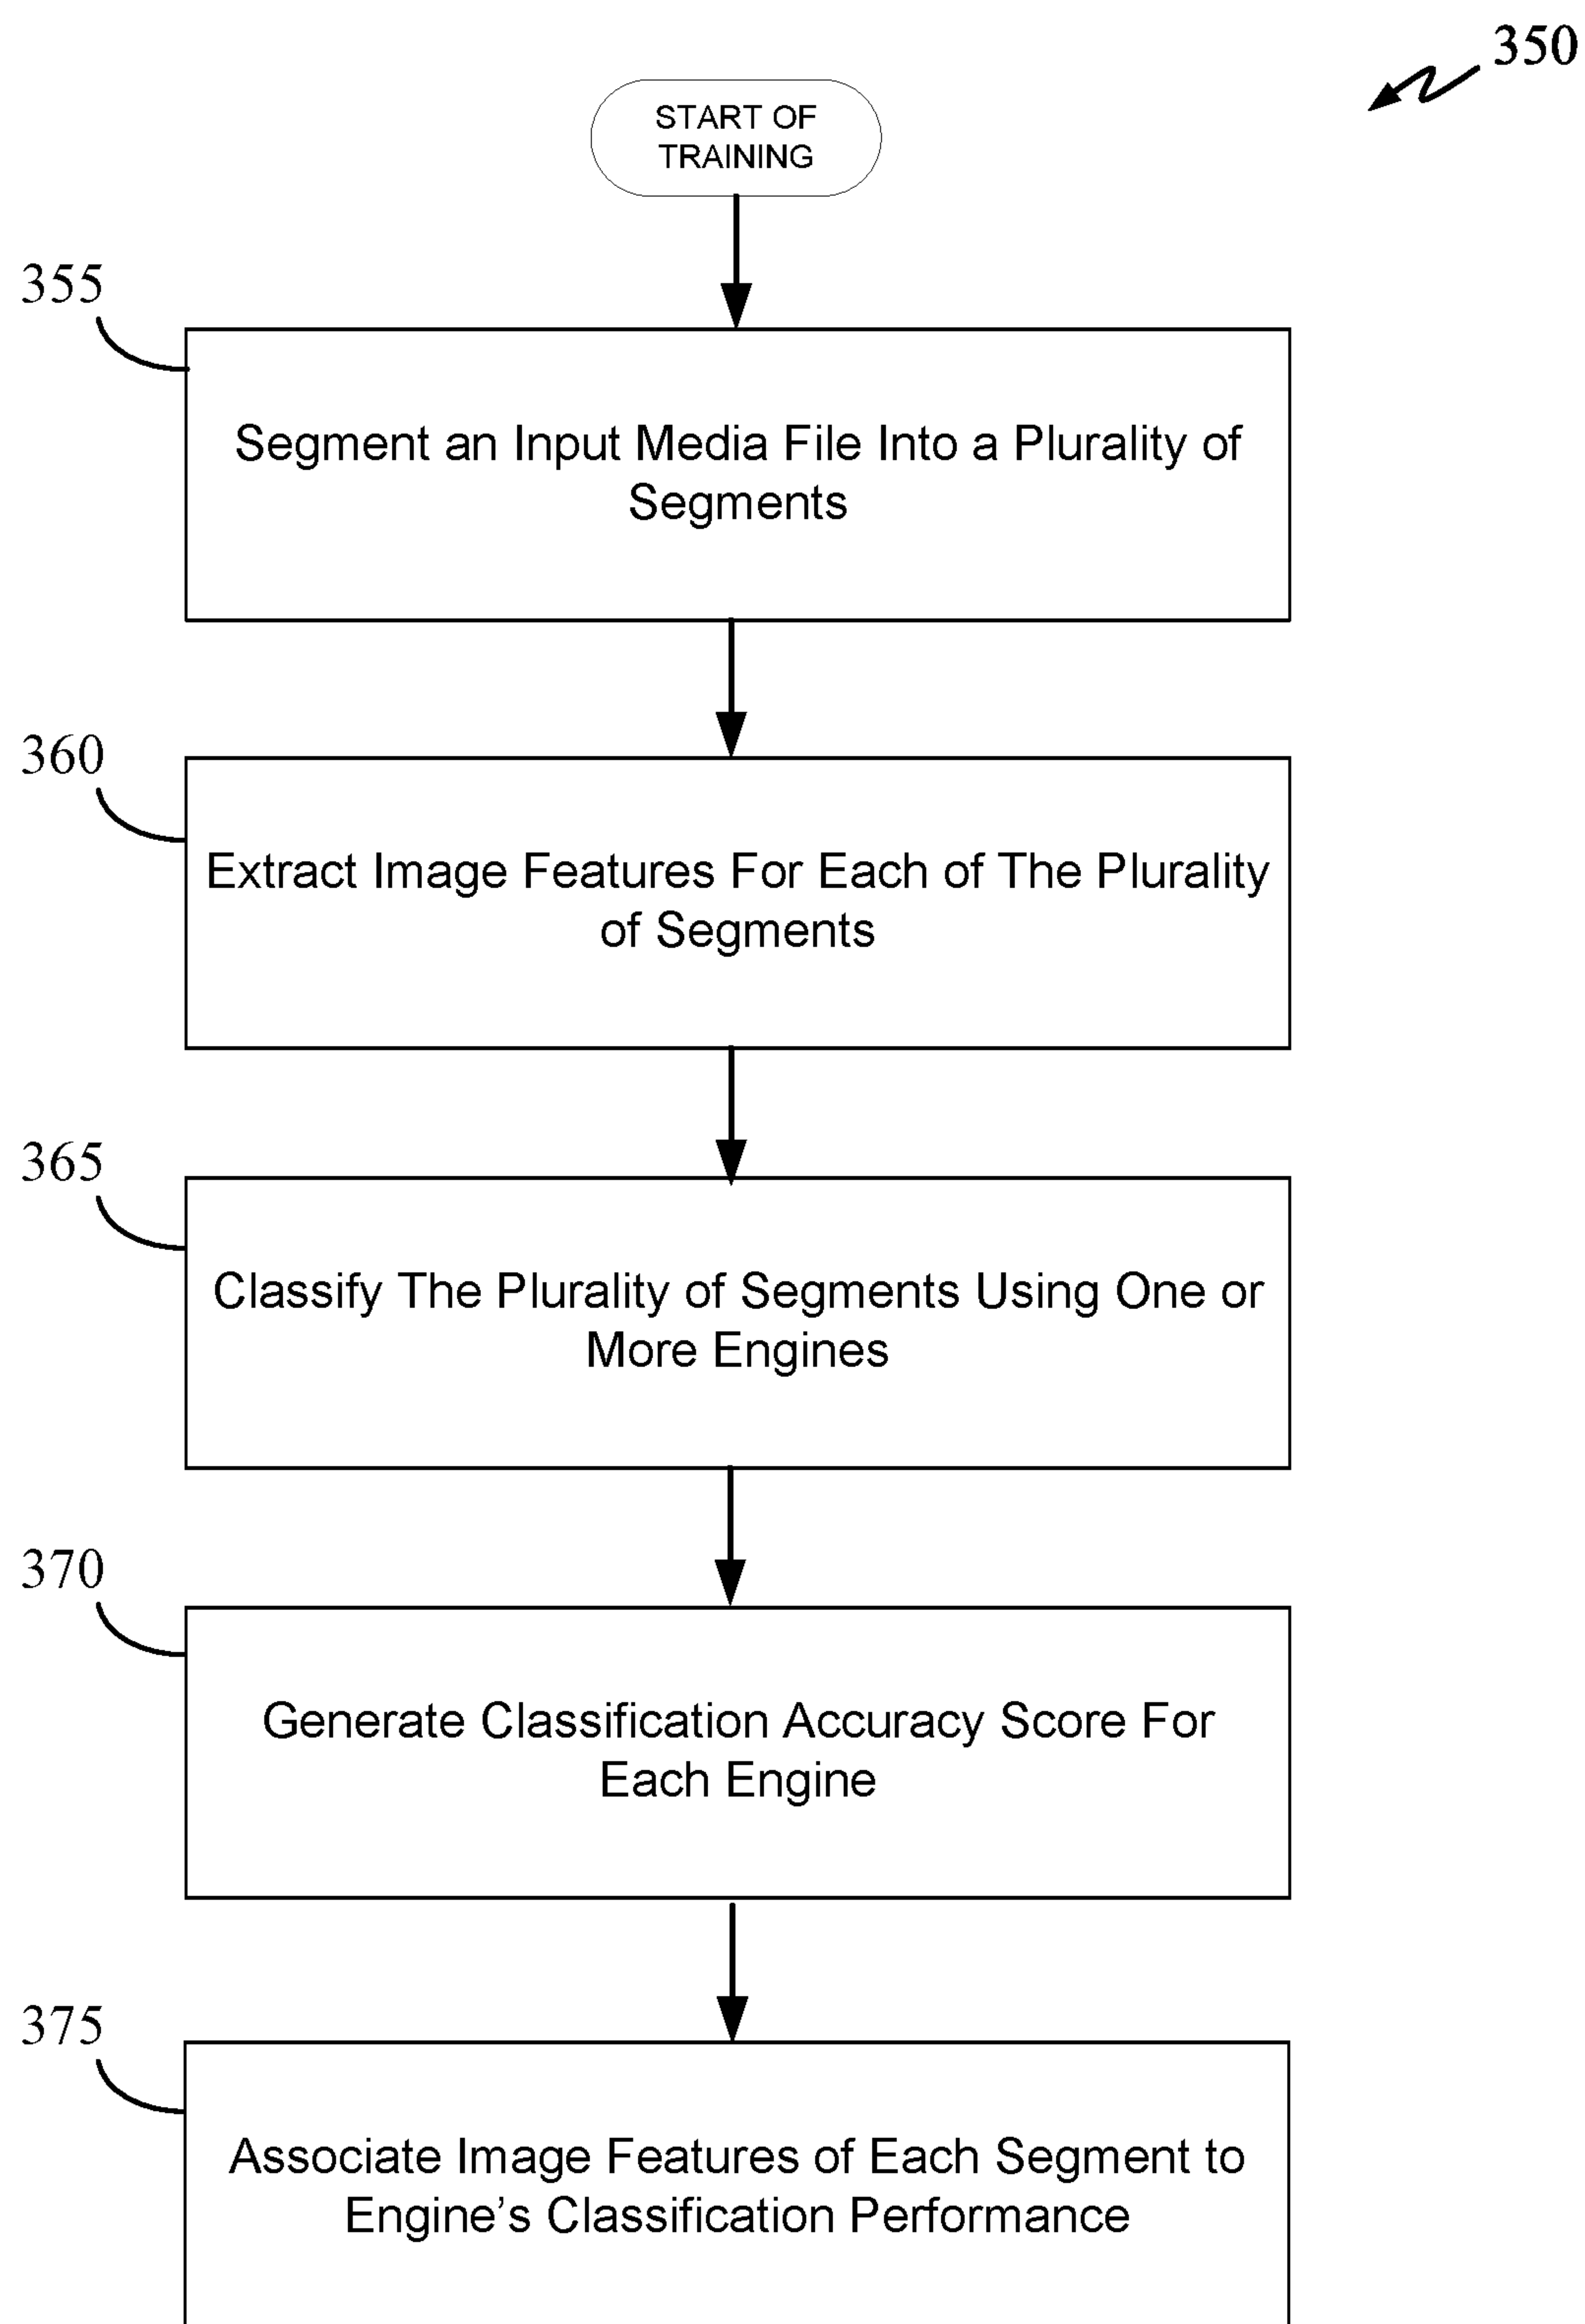 350
START OF
TRAINING
355
Segment an Input Media File Into a Plurality of
Segments
360
Extract Image Features For Each of The Plurality
of Segments
365
Classify The Plurality of Segments Using One or
More Engines
370
Generate Classification Accuracy Score For
Each Engine
375
Associate Image Features of Each Segment to
Engine’s Classification Performance